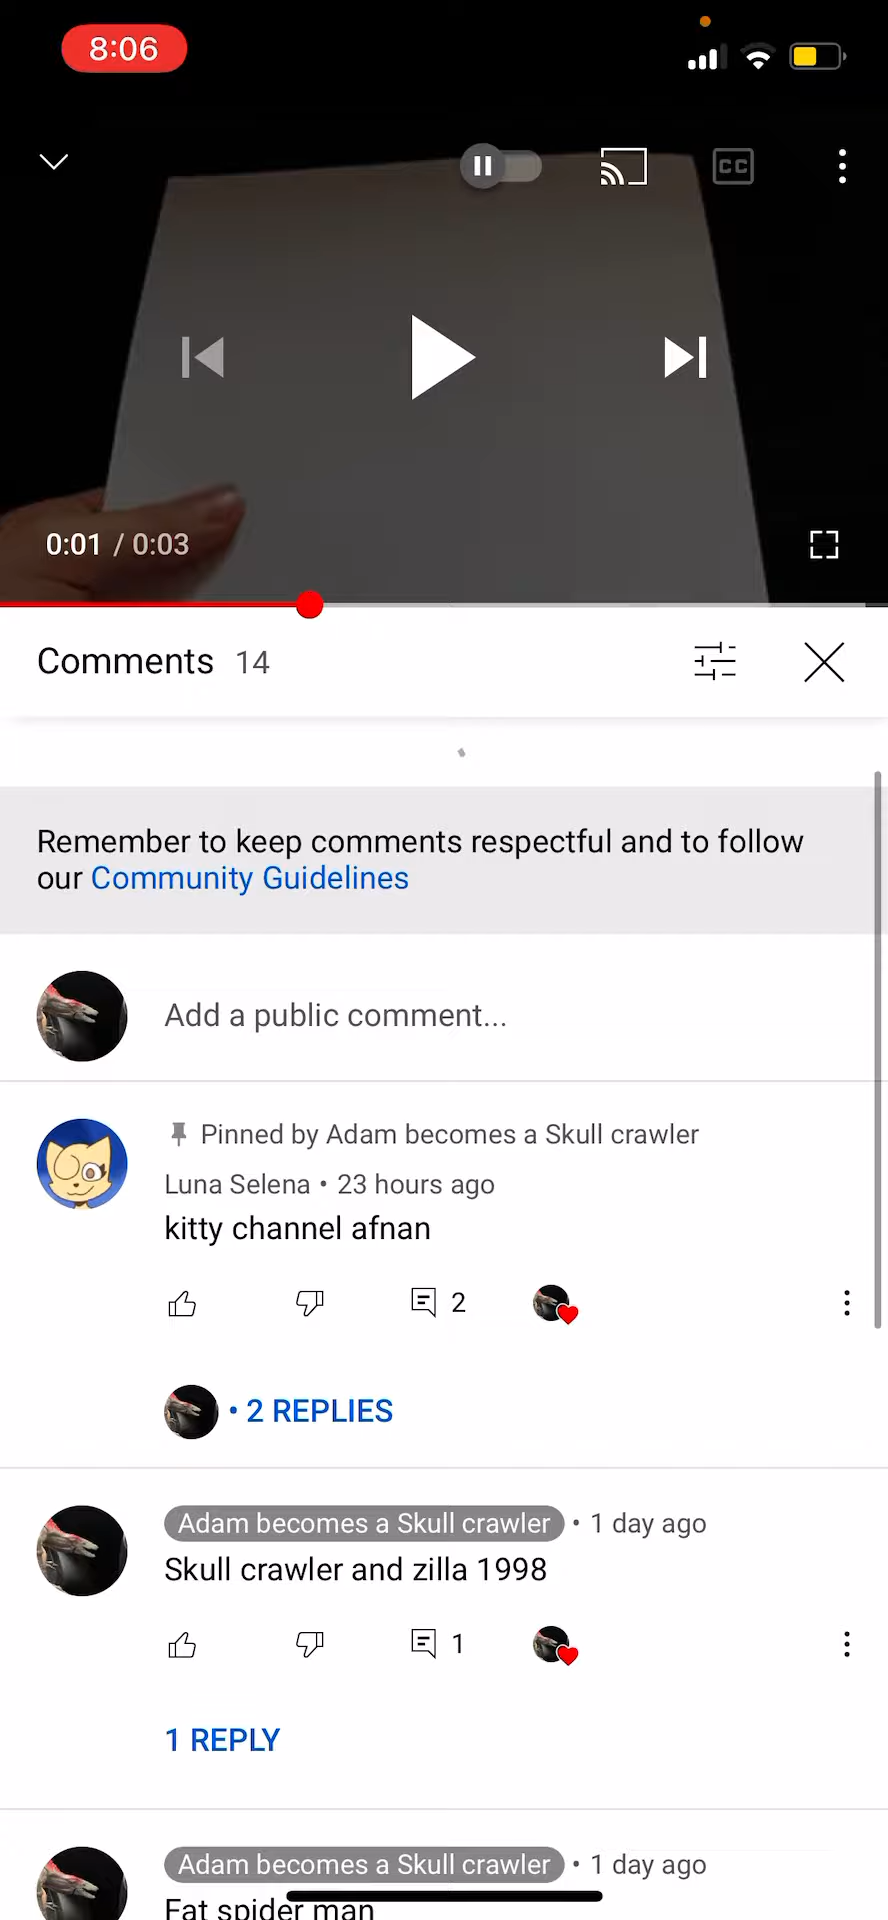 8:06
CC
0:01 / 0:03
Comments 14
Remember to keep comments respectful and to follow
our Community Guidelines
Add a public comment...
Pinned by Adam becomes a Skull crawler
Luna Selena • 23 hours ago
kitty channel afnan
2
• 2 REPLIES
Adam becomes a Skull crawler • 1 day ago
Skull crawler and zilla 1998
1
1 REPLY
Adam becomes a Skull crawler • 1 day ago
Fat spider man